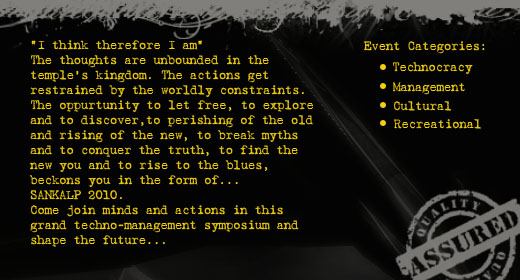 "I think therefore I am"
The thoughts are unbounded in the
temple's kingdom. The actions get
restrained by the worldly constraints.
The oppurtunity to let free, to explore
and to discover,to perishing of the old
and rising of the new, to break myths
and to conquer the truth, to find the
new you and to rise to the blues,
beckons you in the form of...
SANKALP 2010.
Come join minds and actions in this
grand techno-management symposium and
shape the future...
Event Categories:
Technocracy
Management
Cultural
Recreational
QUALITY
ASSURED